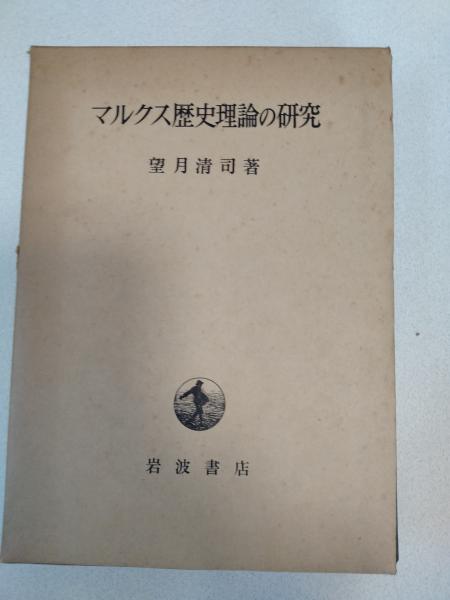 マルクス歴史理論の研究
望月清司著
岩波書店